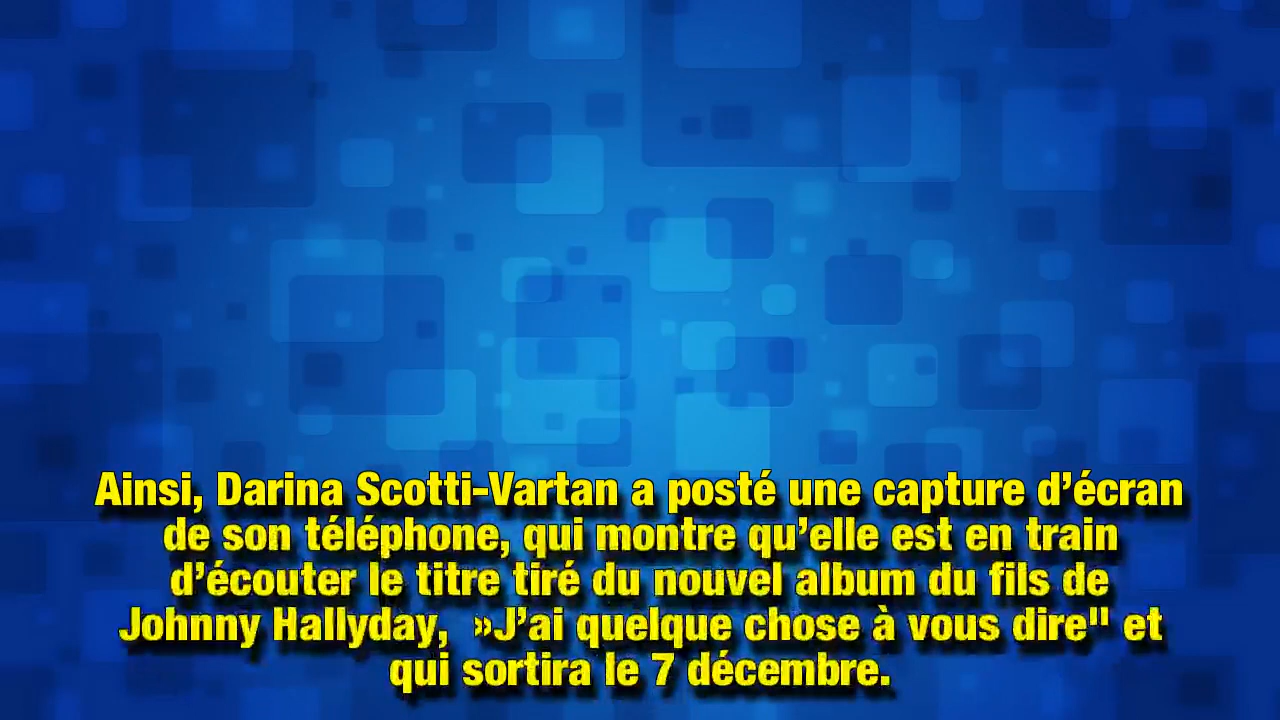 Ainsi, Darina Scotti-Vartan a posté une capture d’écran
de son téléphone, qui montre qu’elle est en train
d’écouter le titre tiré du nouvel album du fils de
Johnny Hallyday,  »J’ai quelque chose à vous dire" et
qui sortira le 7 décembre.